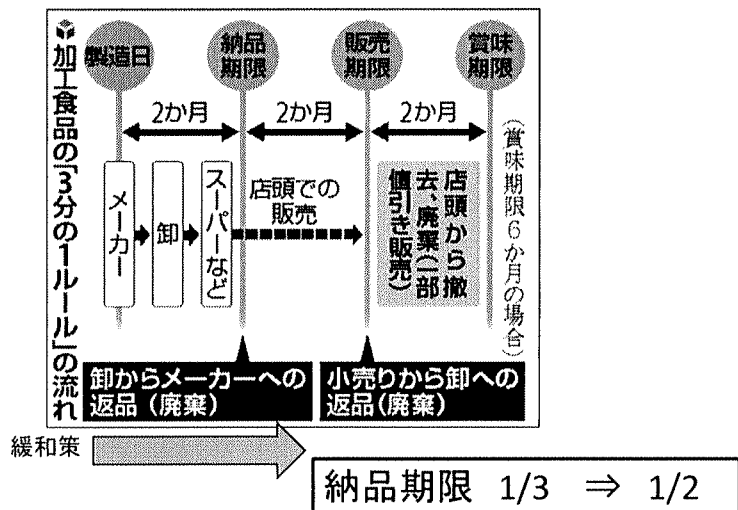 加工食品の「3分の1ルール」の流れ
製造日
納品
期限
販売
期限
賞味
期限
2か月
2か月
2か月
(賞味期限6か月の場合)
メーカー
卸
スーパーなど
店頭での
販売
店頭から撤
去、廃棄(一部
値引き販売)
卸からメーカーへの
返品(廃棄)
小売りから卸への
返品(廃棄)
緩和策
納品期限 1/3 ⇒ 1/2